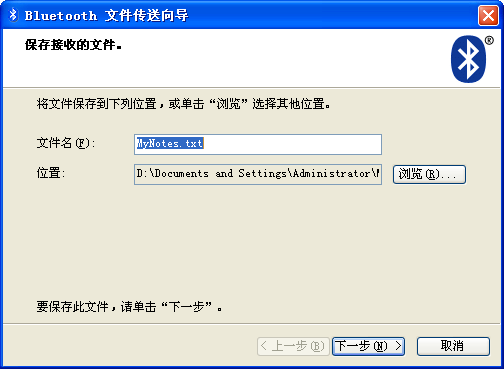 Bluetooth 文件传送向导
保存接收的文件。
®
将文件保存到下列位置，或单击“浏览”选择其他位置。
文件名(F): MyNotes.txt
位置: D:\Documents and Settings\Administrator\ 浏览(R)...
要保存此文件，请单击“下一步”。
< 上一步(B) 下一步(N) > 取消